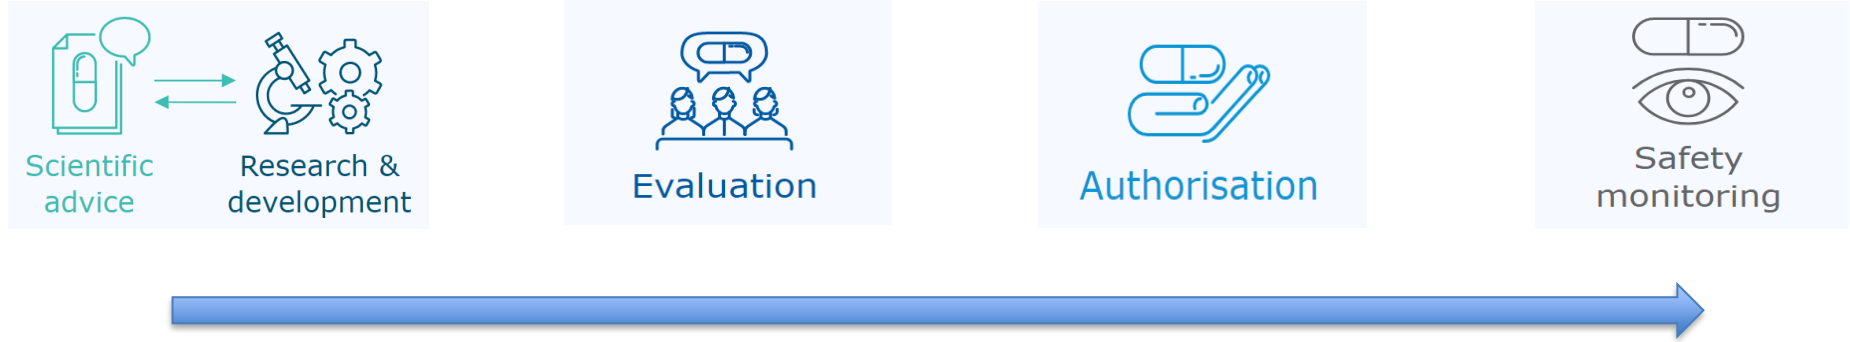 Scientific
advice
Research &
development
Evaluation
Authorisation
Safety
monitoring